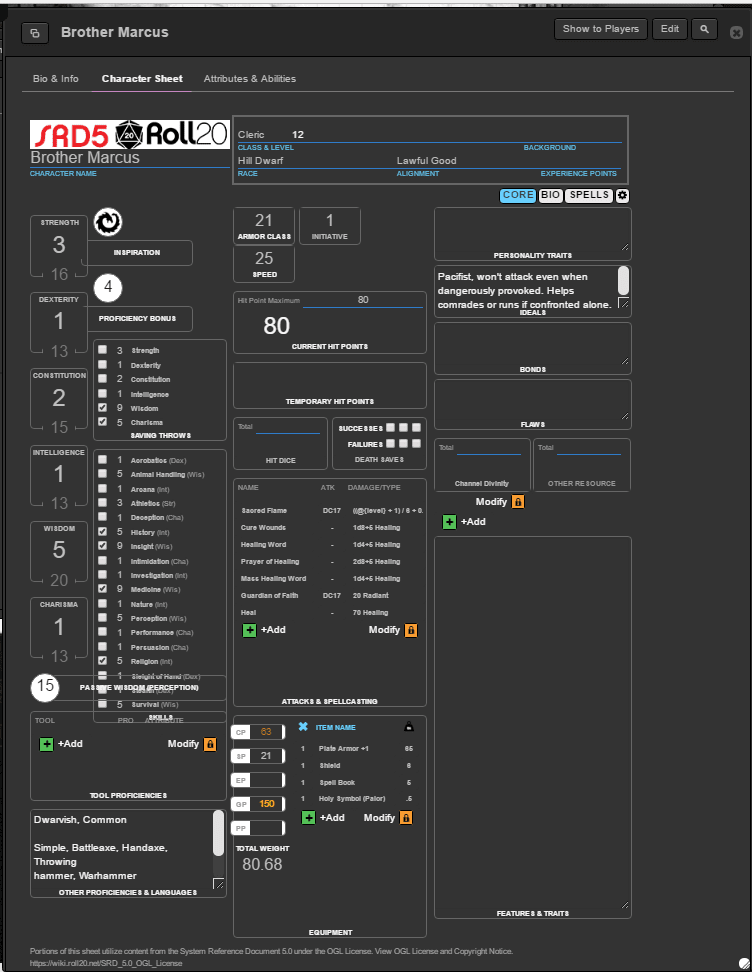 Brother Marcus
Show to Players
Edit
Bio & Info
Character Sheet
Attributes & Abilities
SRD5 20 Roll20
Brother Marcus
CHARACTER NAME
Cleric 12
CLASS & LEVEL BACKGROUND
Hill Dwarf Lawful Good
RACE ALIGNMENT EXPERIENCE POINTS
CORE BIO SPELLS
STRENGTH
3
16
DEXTERITY
1
13
CONSTITUTION
2
15
INTELLIGENCE
1
13
WISDOM
5
20
CHARISMA
1
13
INSPIRATION
4
PROFICIENCY BONUS
3 Strength
1 Dexterity
2 Constitution
1 Intelligence
9 Wisdom
5 Charisma
SAVING THROWS
1 Acrobatics (Dex)
5 Animal Handling (Wis)
1 Arcana (Int)
3 Athletics (Str)
1 Deception (Cha)
5 History (Int)
9 Insight (Wis)
1 Intimidation (Cha)
1 Investigation (Int)
9 Medicine (Wis)
1 Nature (Int)
5 Perception (Wis)
1 Performance (Cha)
1 Persuasion (Cha)
5 Religion (Int)
1 Sleight of Hand (Dex)
5 Survival (Wis)
SKILLS
15 PASSIVE WISDOM (PERCEPTION)
TOOL PRO ATTRIBUTE
+Add Modify
TOOL PROFICIENCIES
Dwarvish, Common
Simple, Battleaxe, Handaxe,
Throwing
hammer, Warhammer
OTHER PROFICIENCIES & LANGUAGES
21
ARMOR CLASS
1
INITIATIVE
25
SPEED
Hit Point Maximum 80
80
CURRENT HIT POINTS
TEMPORARY HIT POINTS
Total
HIT DICE
SUCCESSES
FAILURES
DEATH SAVES
NAME ATK DAMAGE/TYPE
Sacred Flame DC17 ((@{level} + 1) / 6 + 0.
Cure Wounds - 1d8+5 Healing
Healing Word - 1d4+5 Healing
Prayer of Healing - 2d8+5 Healing
Mass Healing Word - 1d4+5 Healing
Guardian of Faith DC17 20 Radiant
Heal - 70 Healing
+Add Modify
ATTACKS & SPELLCASTING
CP 63
SP 21
EP
GP 150
PP
TOTAL WEIGHT
80.68
ITEM NAME
1 Plate Armor +1 65
1 Shield 6
1 Spell Book 5
1 Holy Symbol (Palor) .5
+Add Modify
EQUIPMENT
PERSONALITY TRAITS
Pacifist, won't attack even when
dangerously provoked. Helps
comrades or runs if confronted alone.
IDEALS
BONDS
FLAWS
Total
Channel Divinity
Total
OTHER RESOURCE
Modify
+Add
FEATURES & TRAITS
Portions of this sheet utilize content from the System Reference Document 5.0 under the OGL License. View OGL License and Copyright Notice.
https://wiki.roll20.net/SRD_5.0_OGL_License